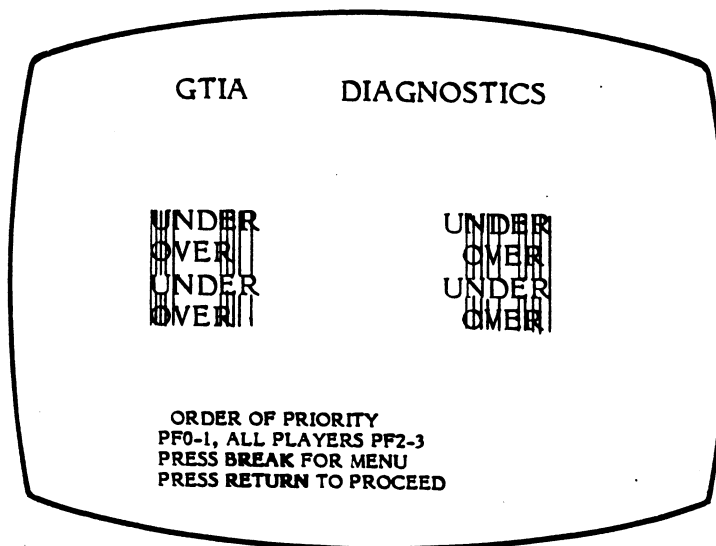 GTIA DIAGNOSTICS
UNDER UNDER
OVER OVER
UNDER UNDER
OVER OVER
ORDER OF PRIORITY
PF0-1, ALL PLAYERS PF2-3
PRESS BREAK FOR MENU
PRESS RETURN TO PROCEED